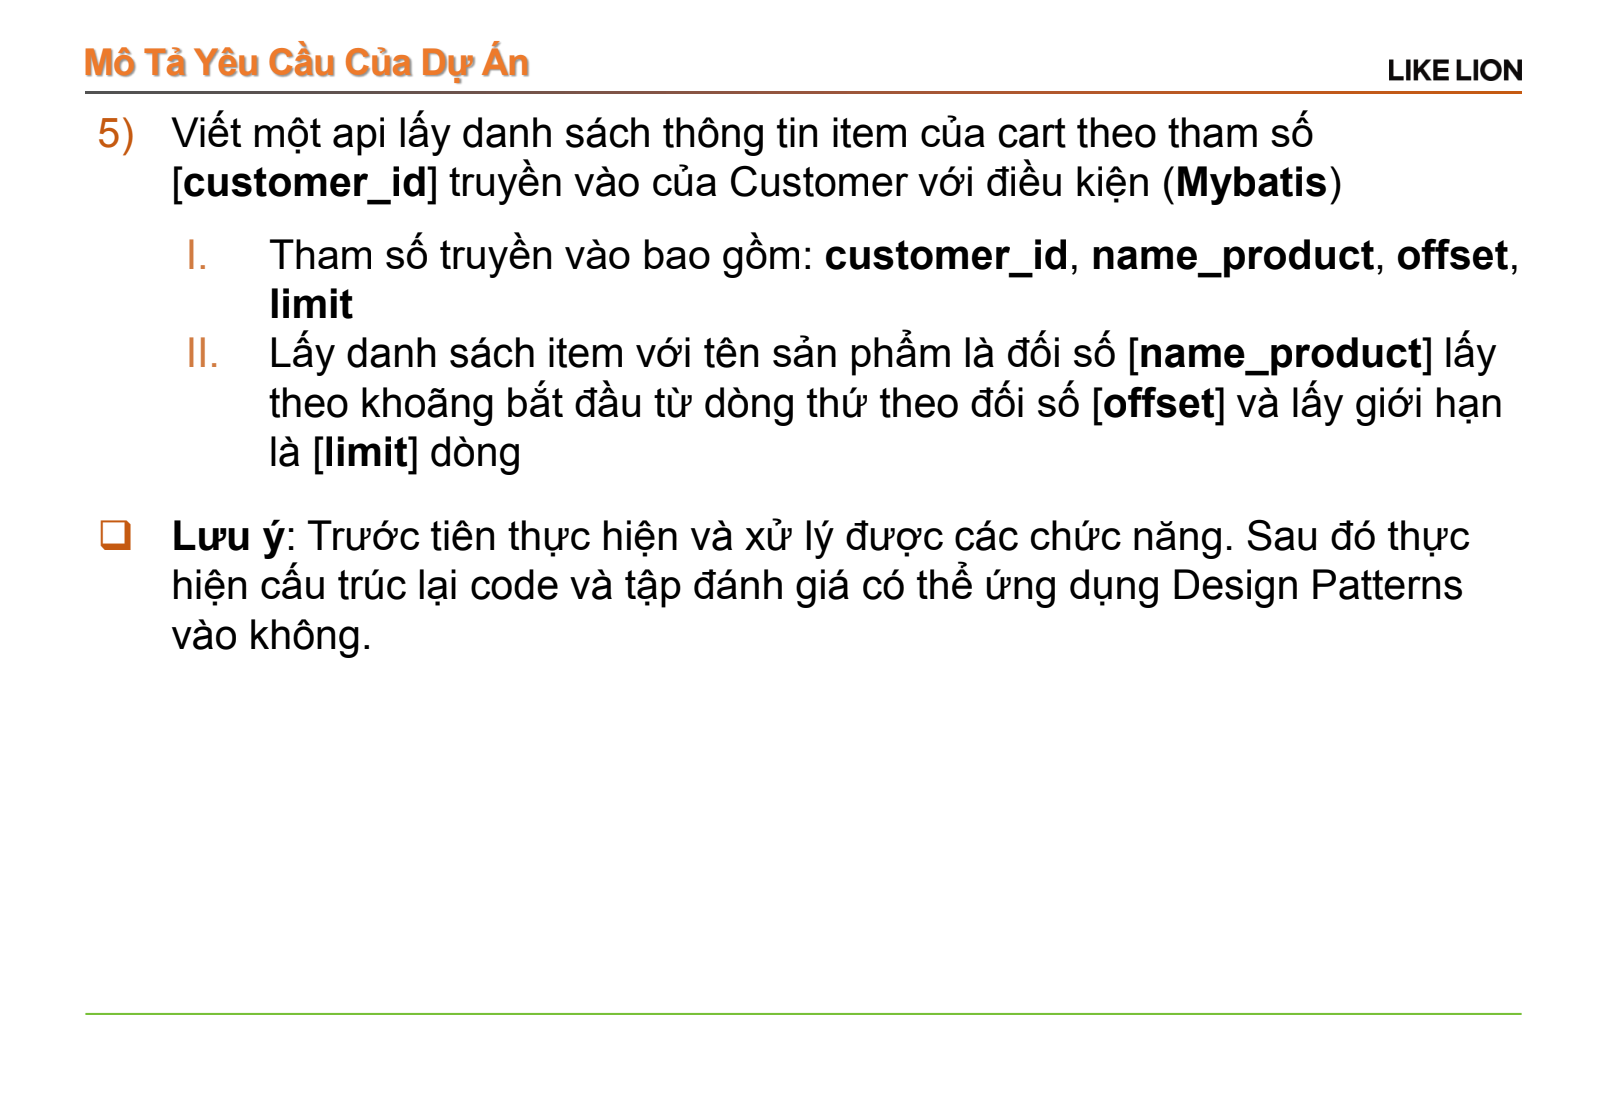 Mô Tả Yêu Cầu Của Dự Án
LIKE LION
5) Viết một api lấy danh sách thông tin item của cart theo tham số
[customer_id] truyền vào của Customer với điều kiện (Mybatis)
I. Tham số truyền vào bao gồm: customer_id, name_product, offset,
limit
II. Lấy danh sách item với tên sản phẩm là đối số [name_product] lấy
theo khoãng bắt đầu từ dòng thứ theo đối số [offset] và lấy giới hạn
là [limit] dòng
❑ Lưu ý: Trước tiên thực hiện và xử lý được các chức năng. Sau đó thực
hiện cấu trúc lại code và tập đánh giá có thể ứng dụng Design Patterns
vào không.